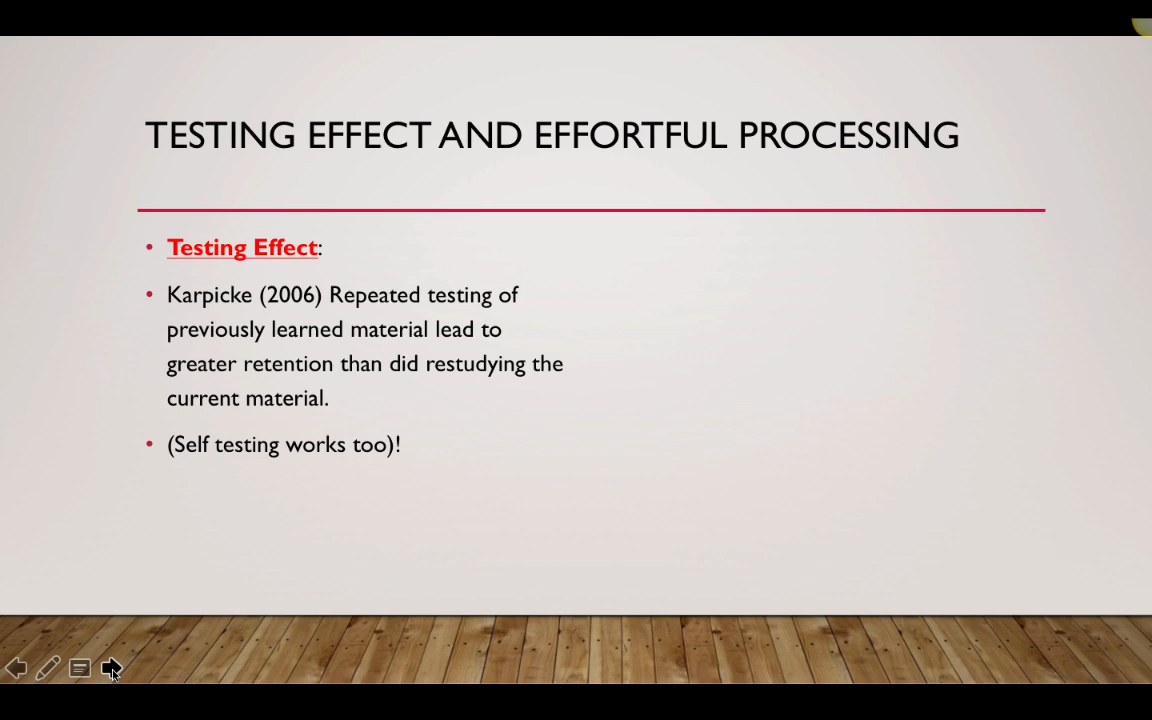 TESTING EFFECT AND EFFORTFUL PROCESSING
• Testing Effect:
• Karpicke (2006) Repeated testing of
previously learned material lead to
greater retention than did restudying the
current material.
• (Self testing works too)!